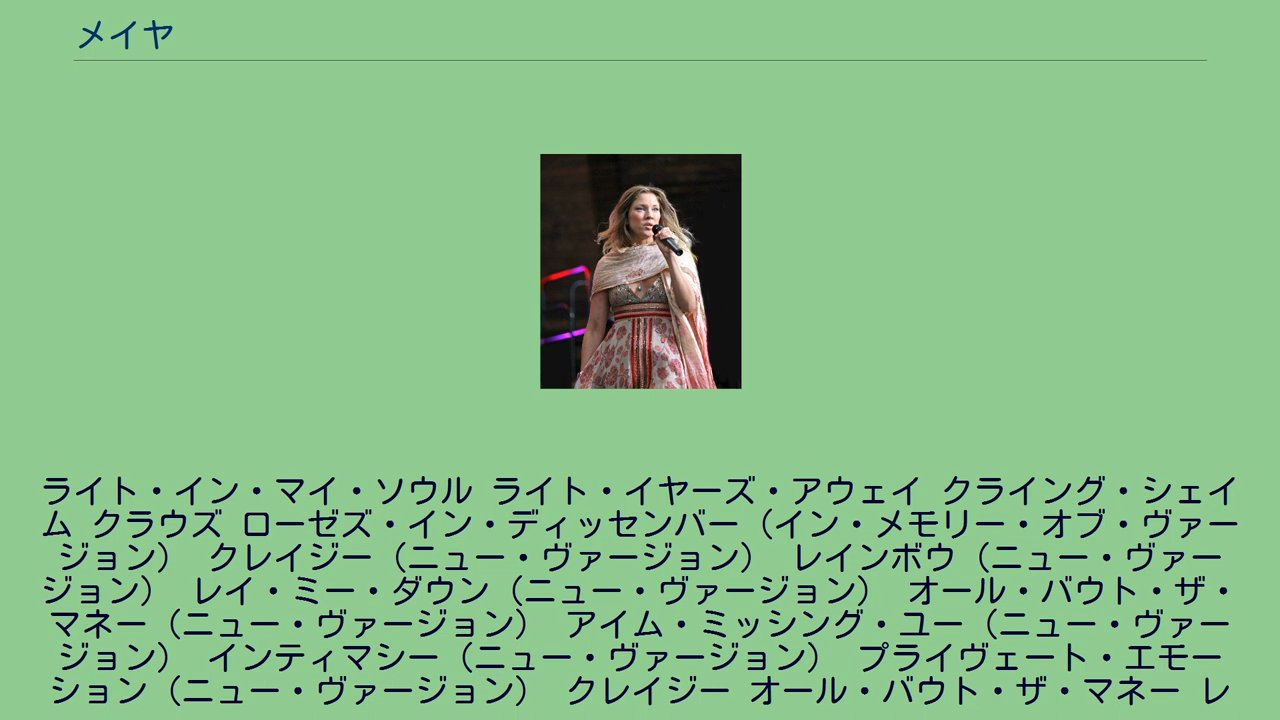 メイヤ
ライト・イン・マイ・ソウル ライト・イヤーズ・アウェイ クライング・シェイ
ム クラウズ ローゼズ・イン・ディッセンバー（イン・メモリー・オブ・ヴァー
ジョン） クレイジー（ニュー・ヴァージョン） レインボウ（ニュー・ヴァー
ジョン） レイ・ミー・ダウン（ニュー・ヴァージョン） オール・バウト・ザ・
マネー（ニュー・ヴァージョン） アイム・ミッシング・ユー（ニュー・ヴァー
ジョン） インティマシー（ニュー・ヴァージョン） プライヴェート・エモー
ション（ニュー・ヴァージョン） クレイジー オール・バウト・ザ・マネー レ